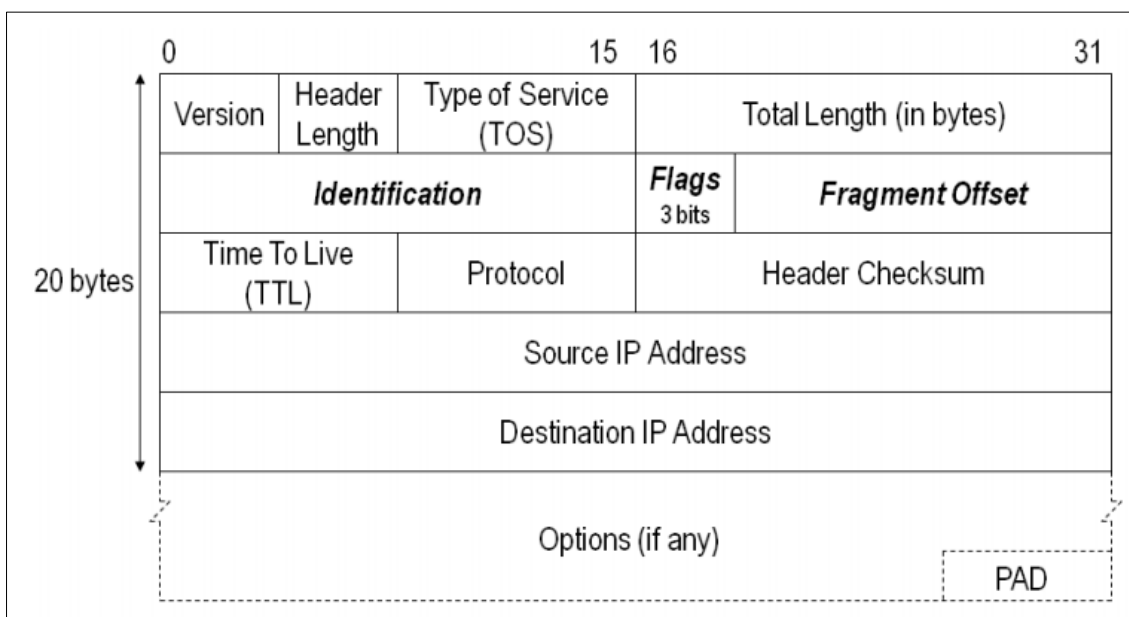 0 15 16 31
Version Header Length Type of Service (TOS) Total Length (in bytes)
Identification Flags 3 bits Fragment Offset
20 bytes
Time To Live (TTL) Protocol Header Checksum
Source IP Address
Destination IP Address
Options (if any)
PAD